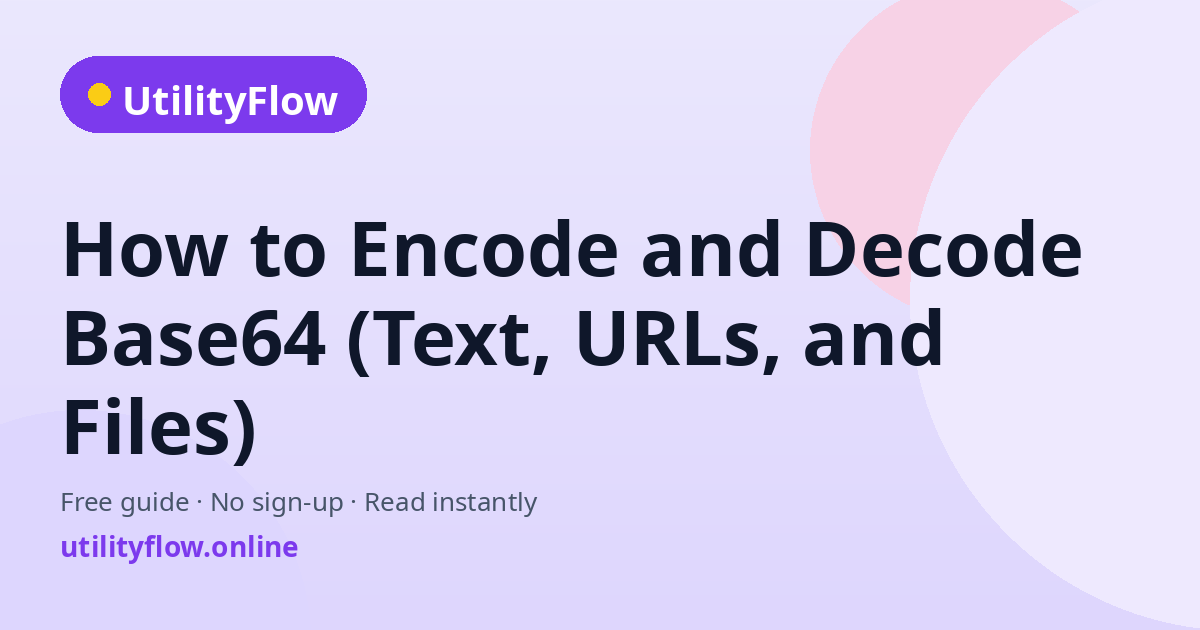 UtilityFlow
How to Encode and Decode
Base64 (Text, URLs, and
Files)
Free guide · No sign-up · Read instantly
utilityflow.online